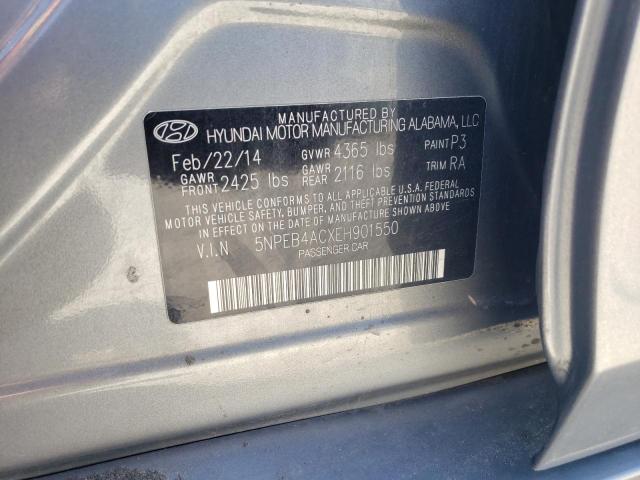 MANUFACTURED BY
HYUNDAI MOTOR MANUFACTURING ALABAMA, LLC
Feb/22/14 GVWR 4365 lbs PAINT P3
GAWR FRONT 2425 lbs GAWR REAR 2116 lbs TRIM RA
THIS VEHICLE CONFORMS TO ALL APPLICABLE U.S.A. FEDERAL
MOTOR VEHICLE SAFETY, BUMPER, AND THEFT PREVENTION STANDARDS
IN EFFECT ON THE DATE OF MANUFACTURE SHOWN ABOVE.
V.I.N 5NPEB4ACXEH901550
PASSENGER CAR